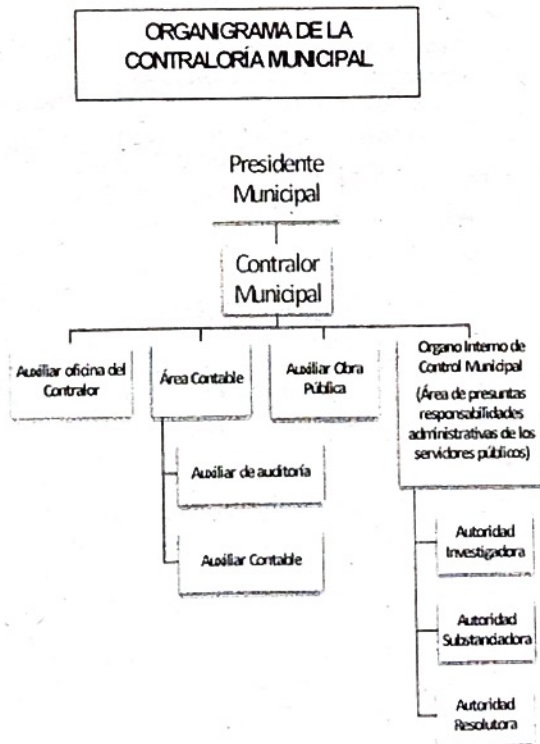 ORGANIGRAMA DE LA
CONTRALORÍA MUNICIPAL
Presidente
Municipal
Contralor
Municipal
Auxiliar oficina del
Contralor
Área Contable
Auxiliar Obra
Pública
Organo Interno de
Control Municipal
(Área de presuntas
responsabilidades
administrativas de los
servidores públicos)
Auxiliar de auditoría
Auxiliar Contable
Autoridad
Investigadora
Autoridad
Substanciadora
Autoridad
Resolutora